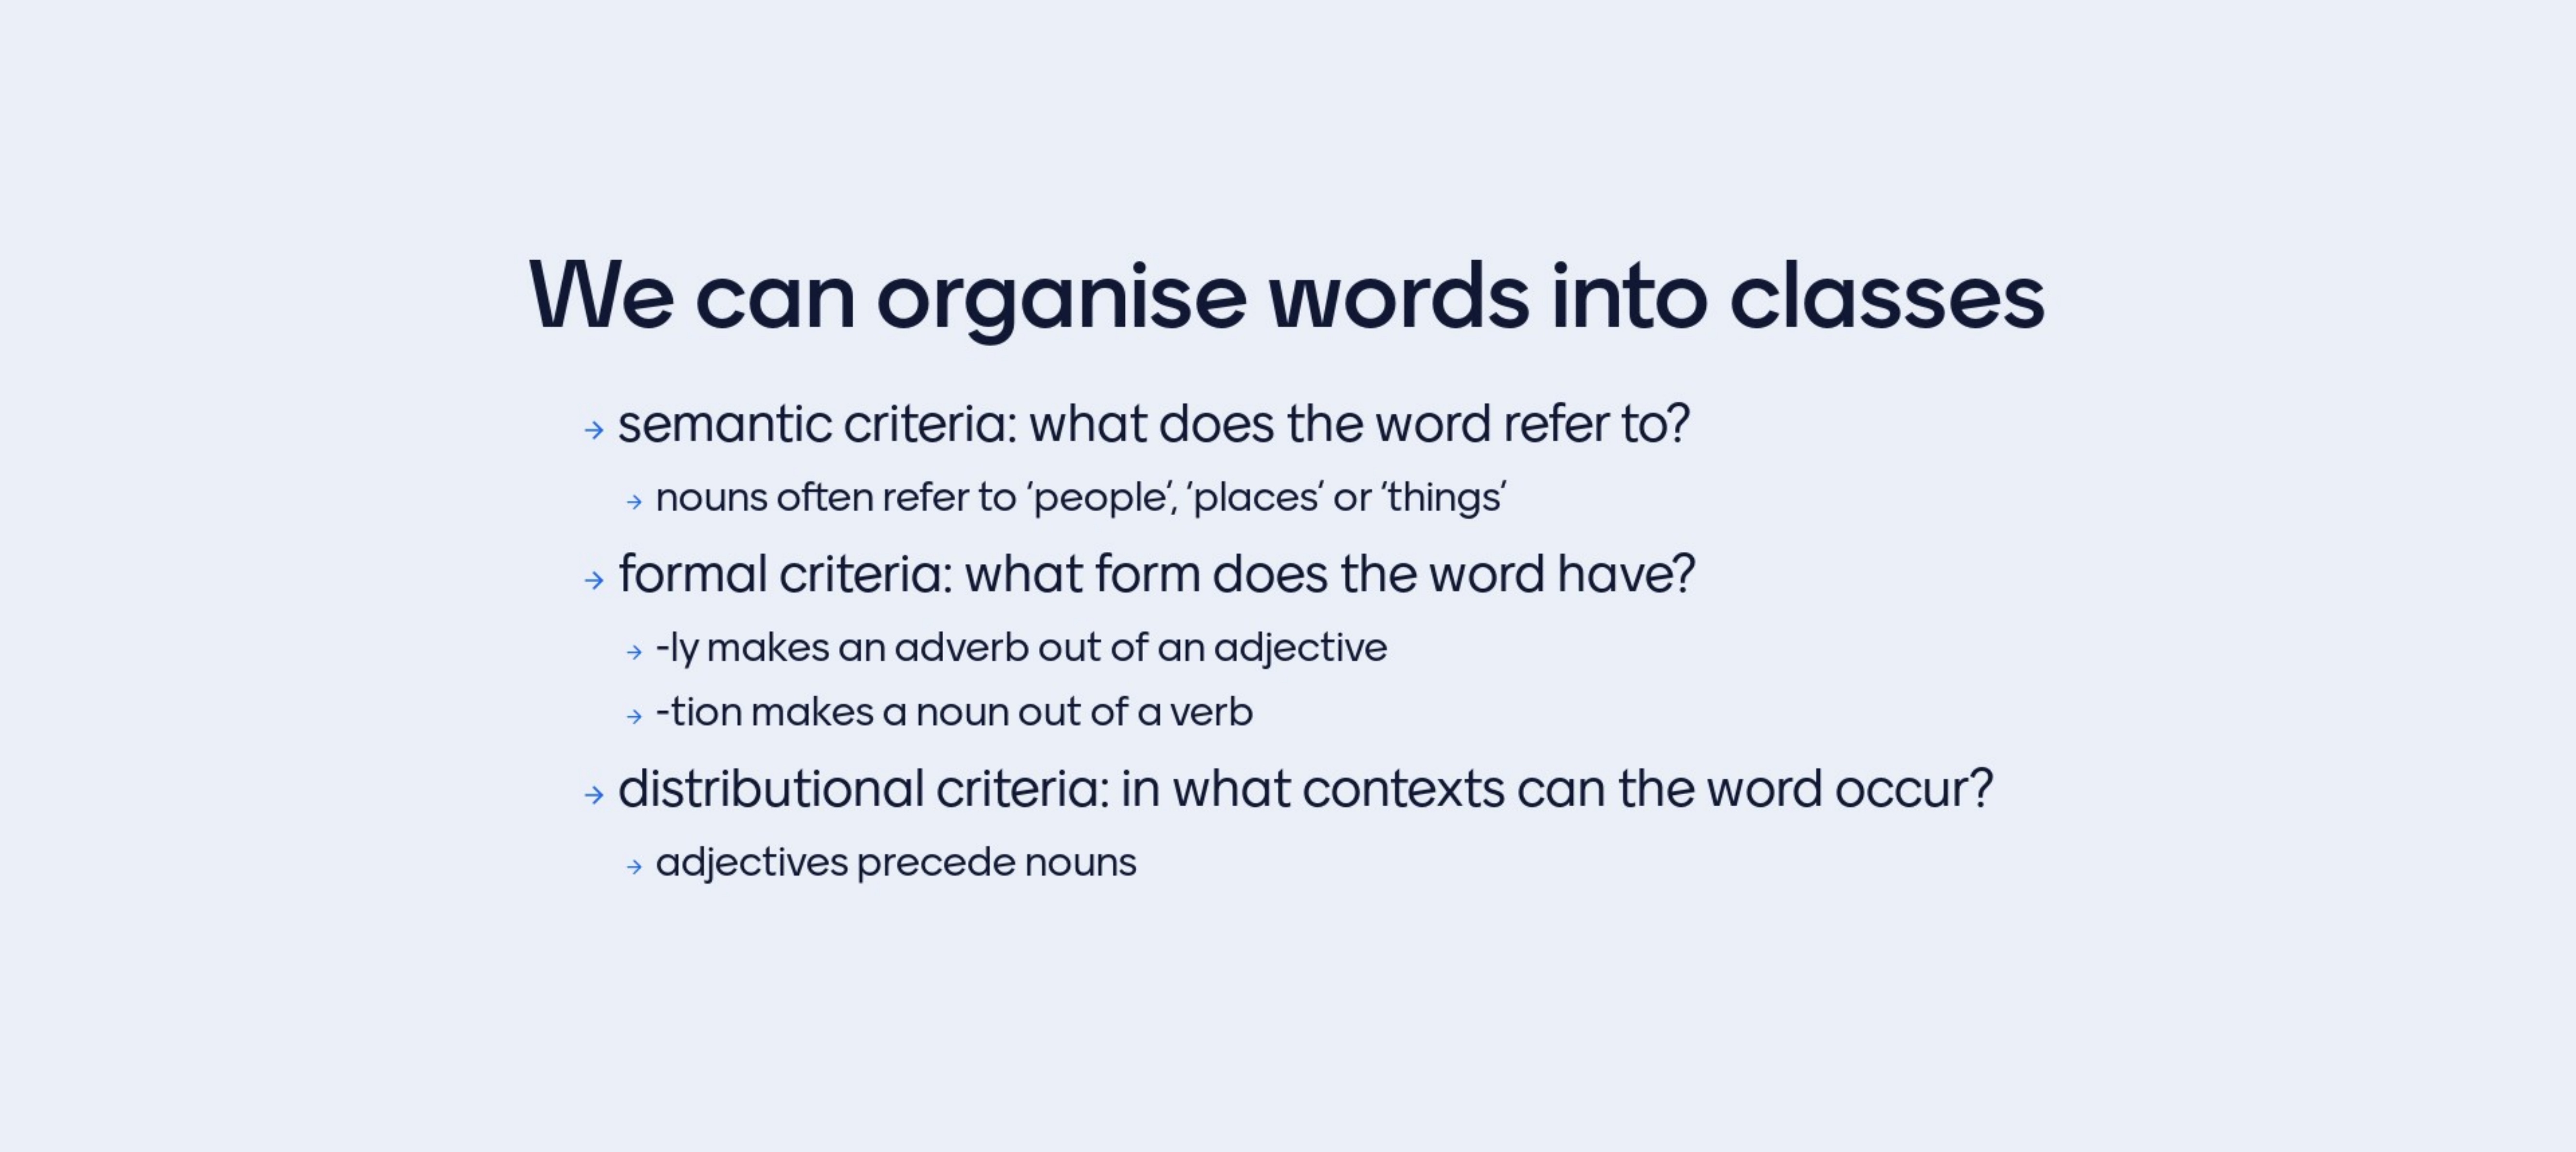 We can organise words into classes
→ semantic criteria: what does the word refer to?
→ nouns often refer to ‘people’, ‘places’ or ‘things’
→ formal criteria: what form does the word have?
→ -ly makes an adverb out of an adjective
→ -tion makes a noun out of a verb
→ distributional criteria: in what contexts can the word occur?
→ adjectives precede nouns